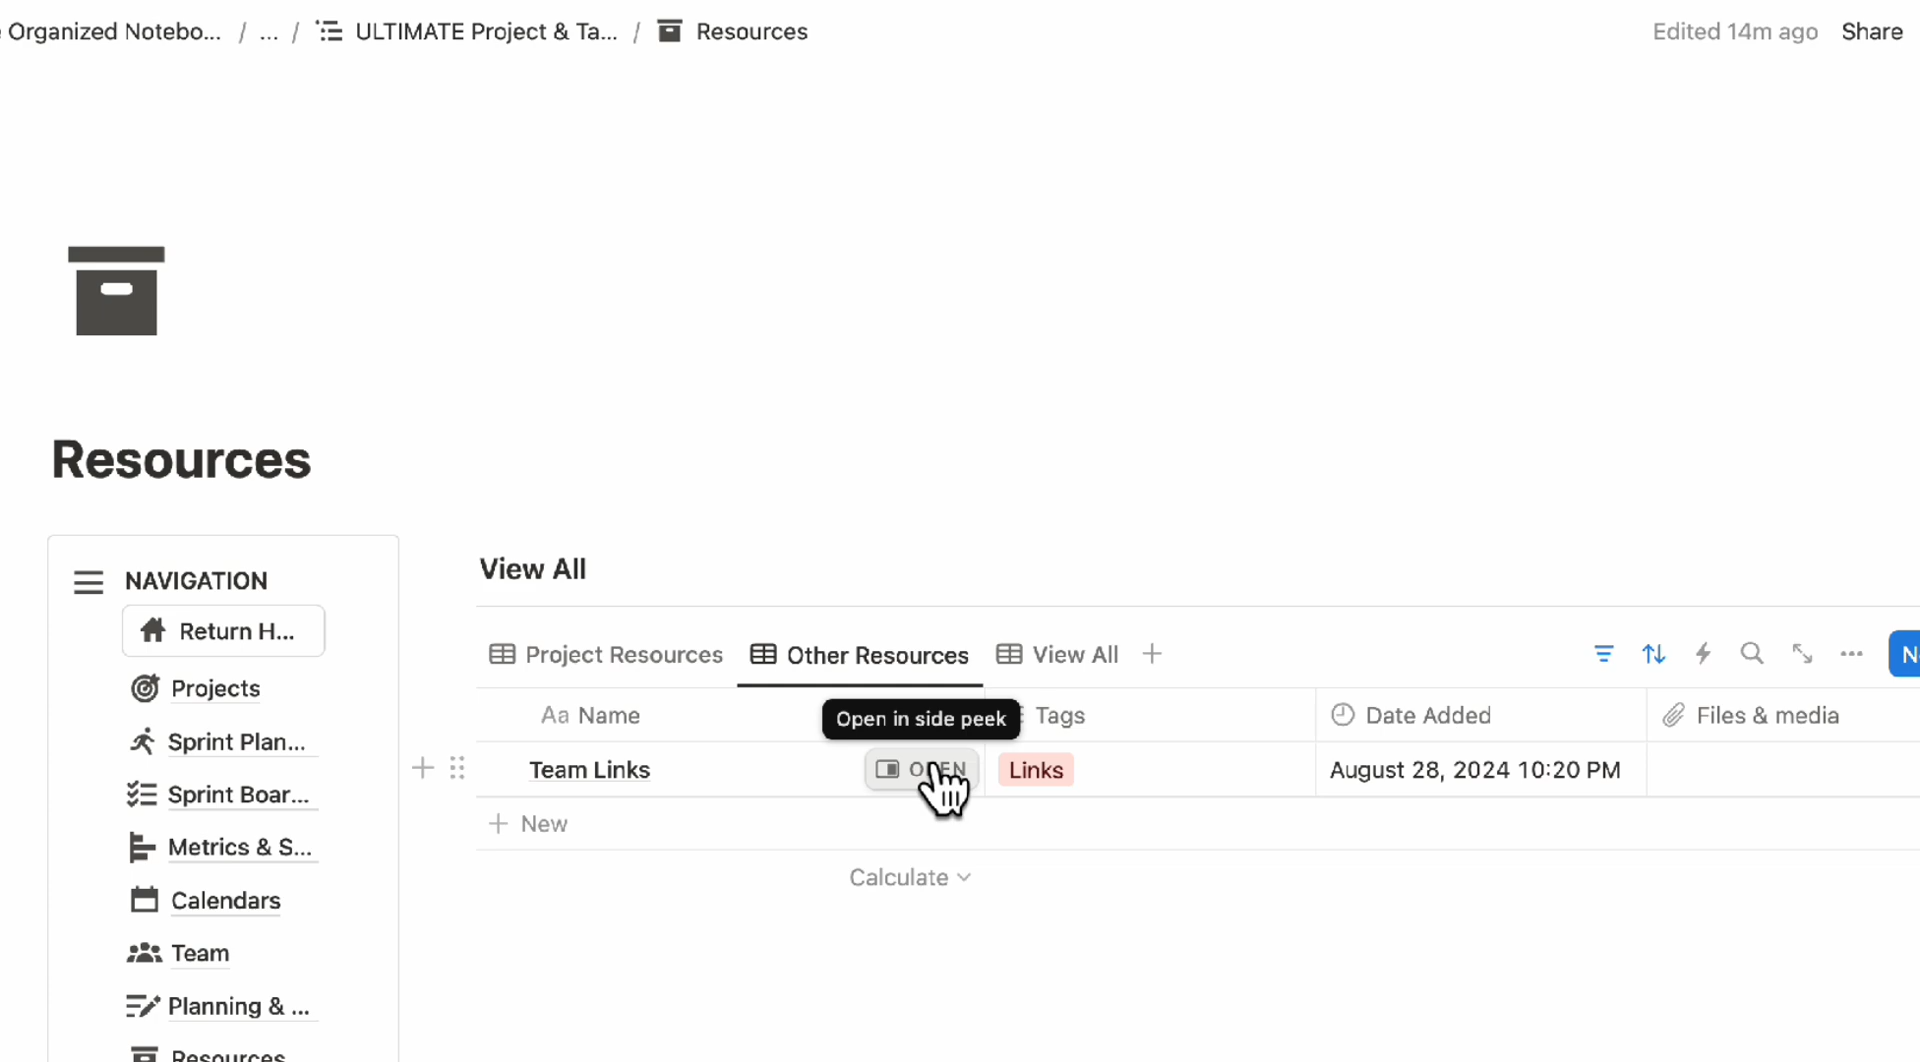 Organized Notebo... / ... / ULTIMATE Project & Ta... / Resources
Edited 14m ago Share
Resources
NAVIGATION
Return H...
Projects
Sprint Plan...
Sprint Boar...
Metrics & S...
Calendars
Team
Planning & ...
Resources
View All
Project Resources Other Resources View All
Aa Name Tags Date Added Files & media
Open in side peek
Team Links OPEN Links August 28, 2024 10:20 PM
New
Calculate